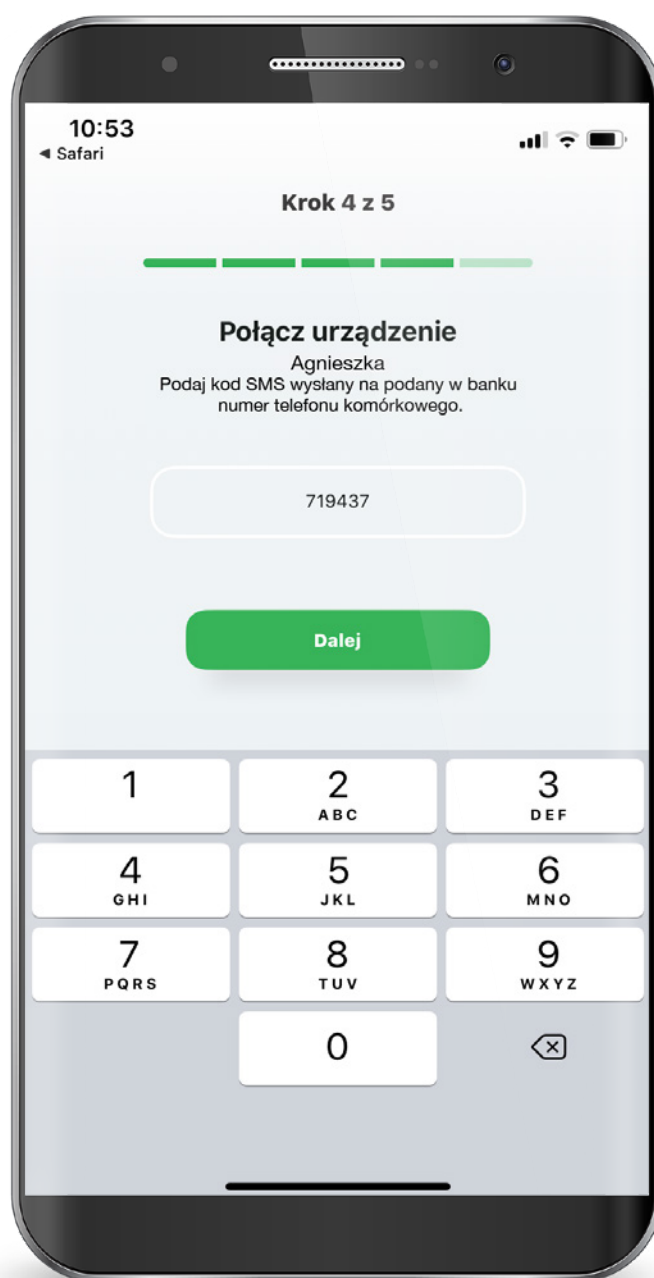 10:53
◀ Safari
Krok 4 z 5
Połącz urządzenie
Agnieszka
Podaj kod SMS wysłany na podany w banku
numer telefonu komórkowego.
719437
Dalej
1 2 3
ABC DEF
4 5 6
GHI JKL MNO
7 8 9
PQRS TUV WXYZ
0